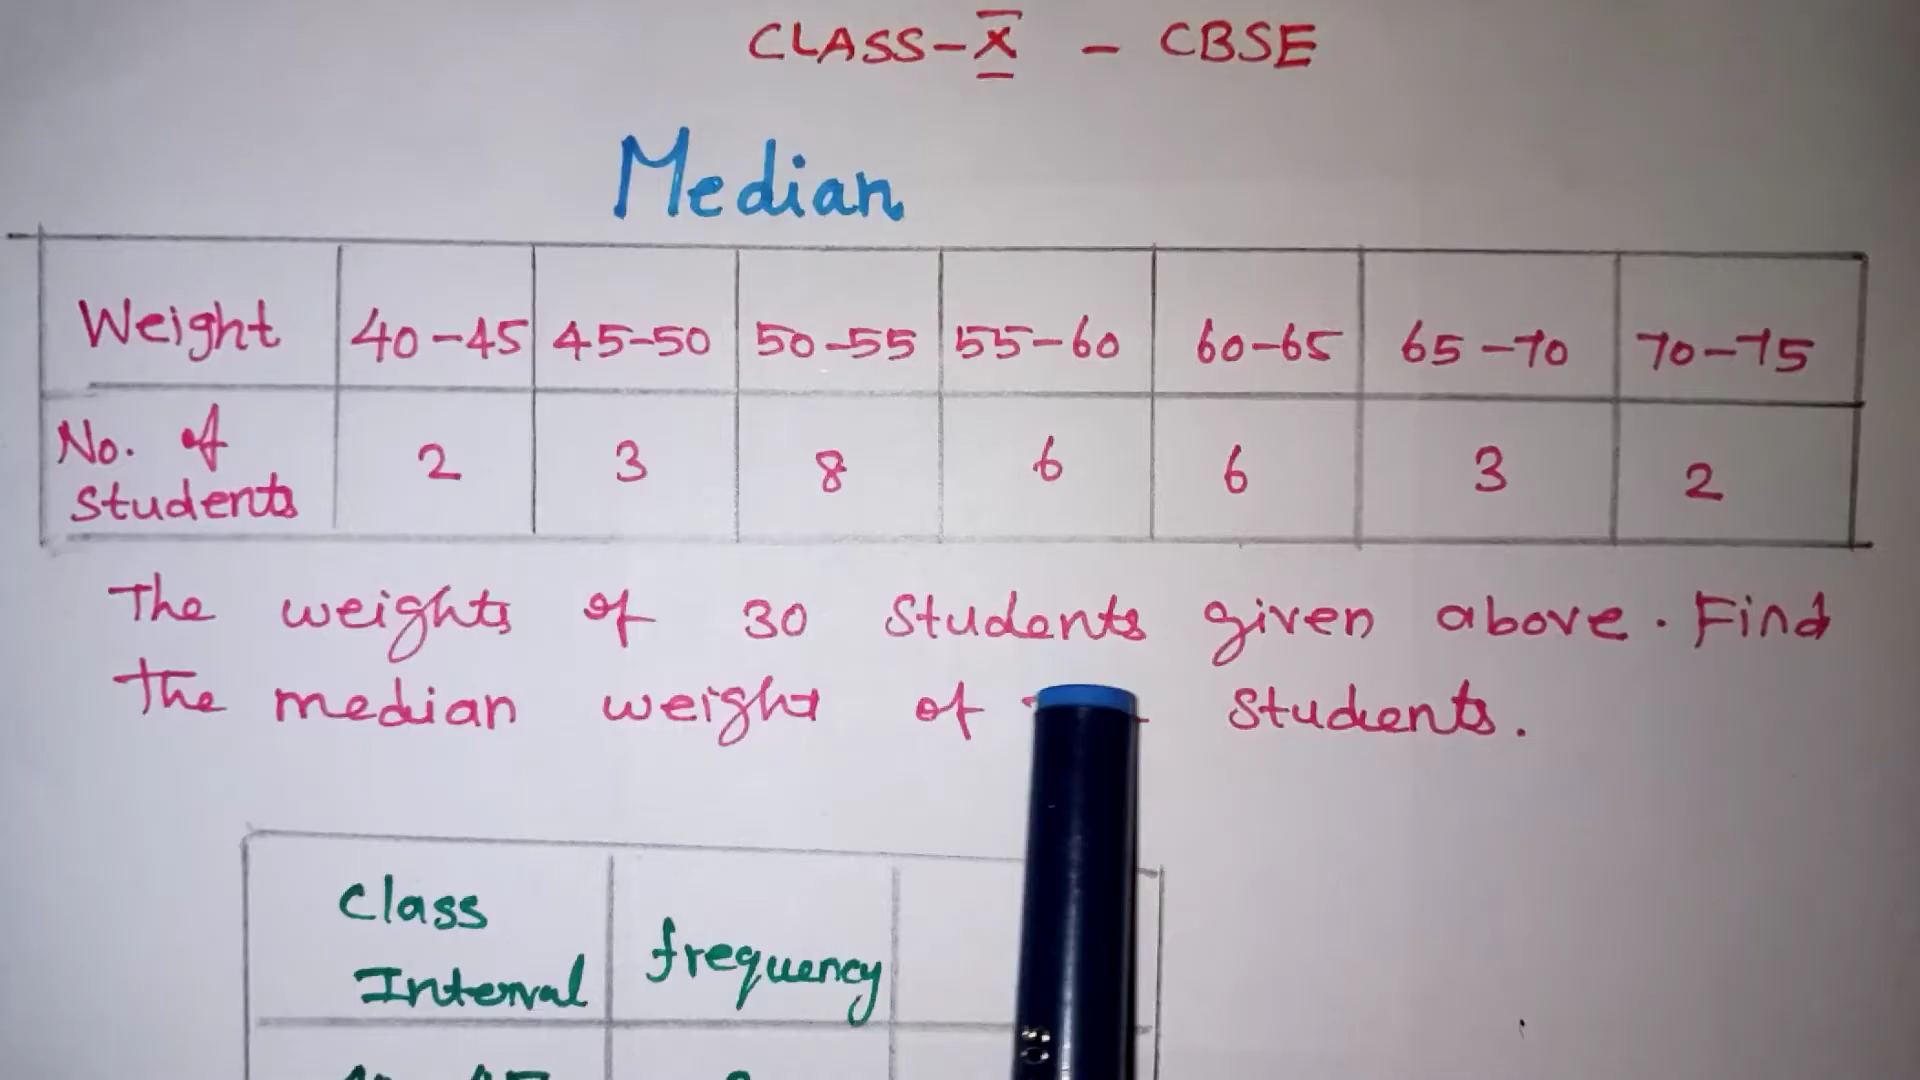 CLASS-X - CBSE
Median
Weight 40-45 45-50 50-55 55-60 60-65 65-70 70-75
No. of
Students 2 3 8 6 6 3 2
The weights of 30 students given above. Find
the median weight of students.
Class
Interval frequency